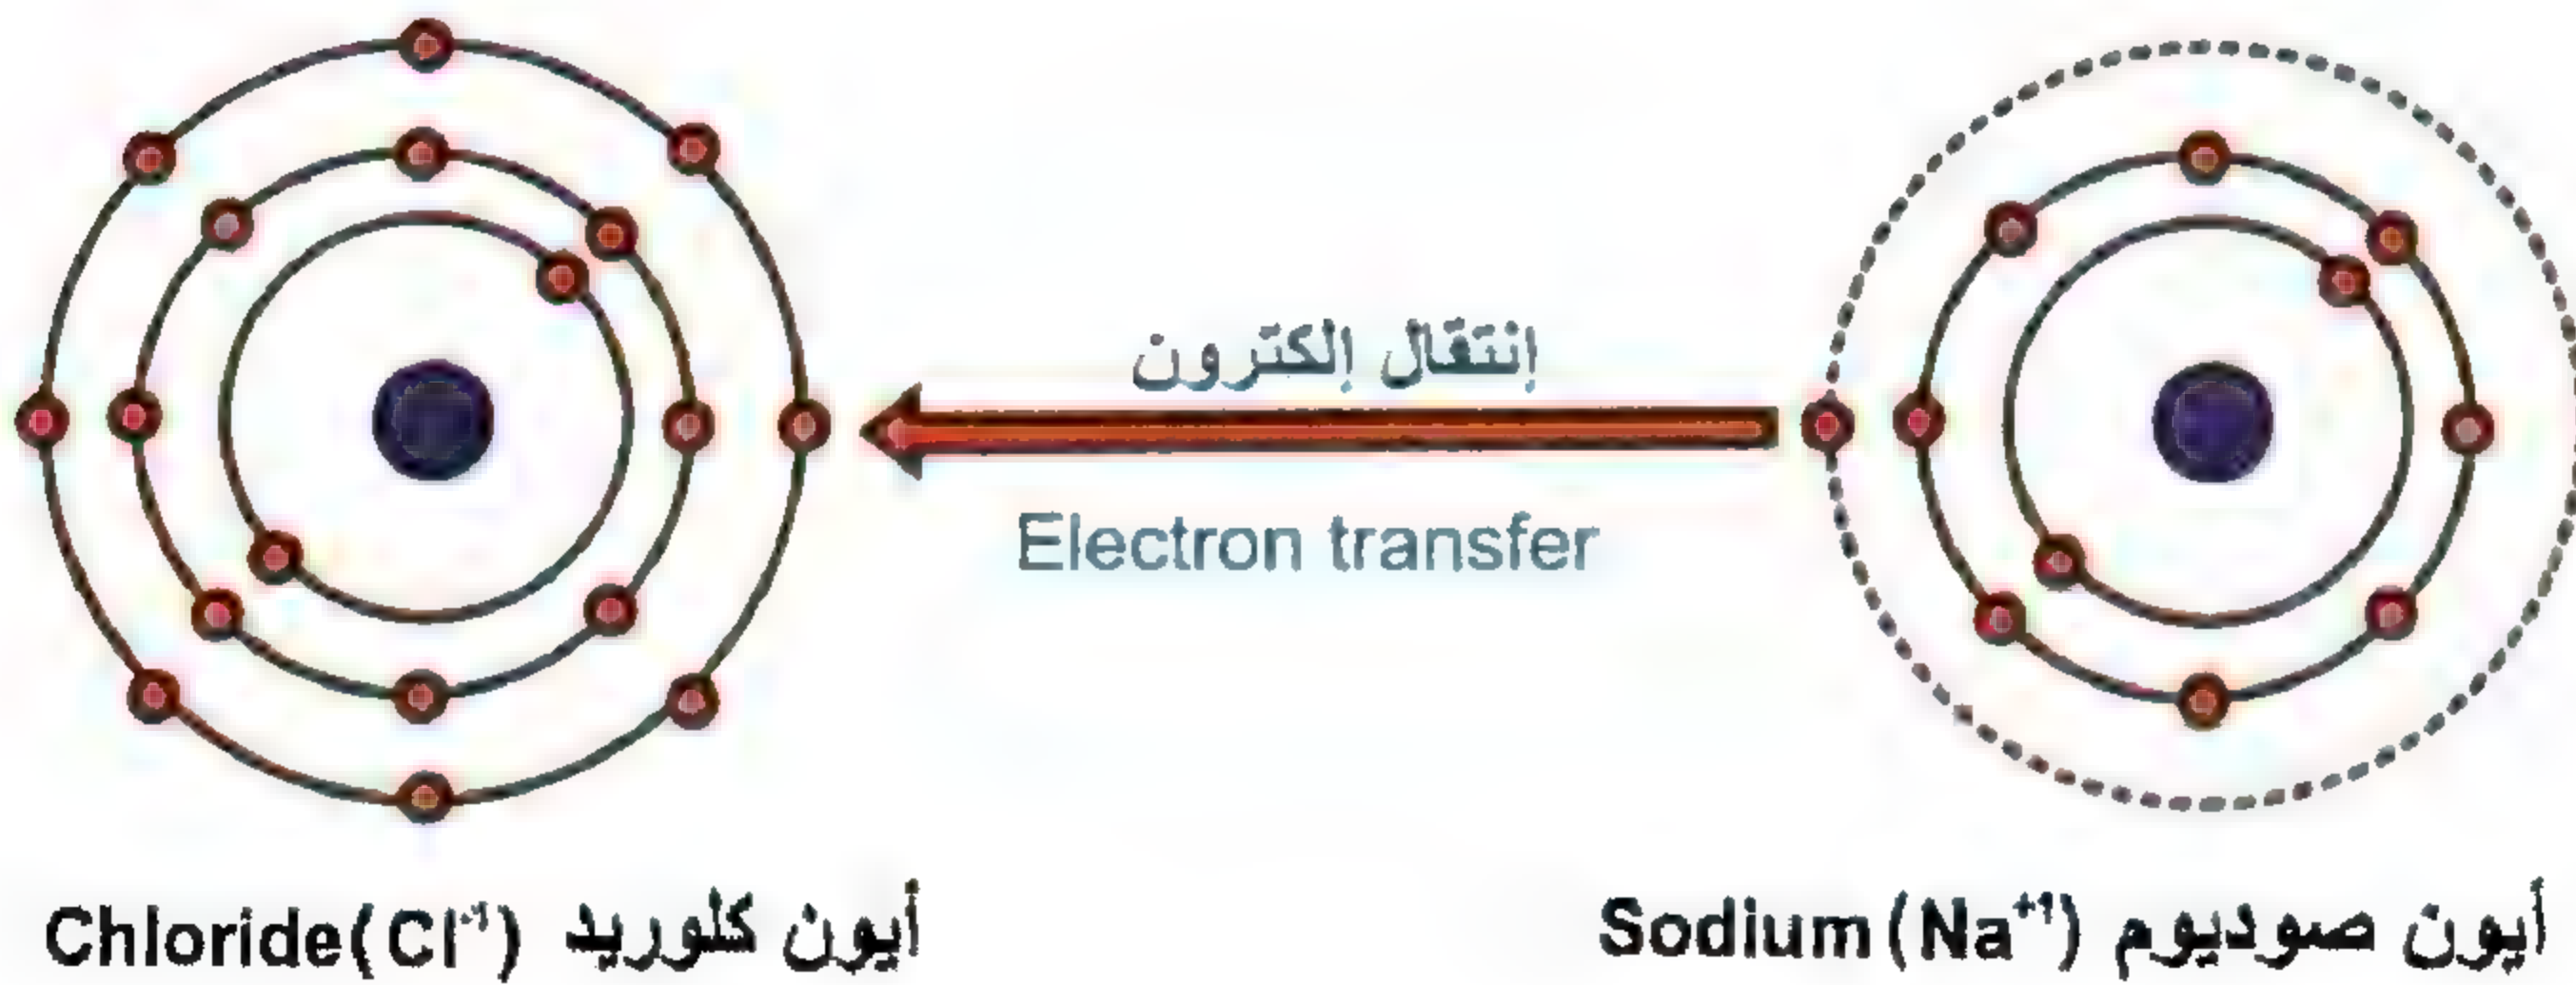 إنتقال إلكترون
Electron transfer
Chloride(Cl⁻¹) أيون كلوريد
Sodium(Na⁺¹) أيون صوديوم